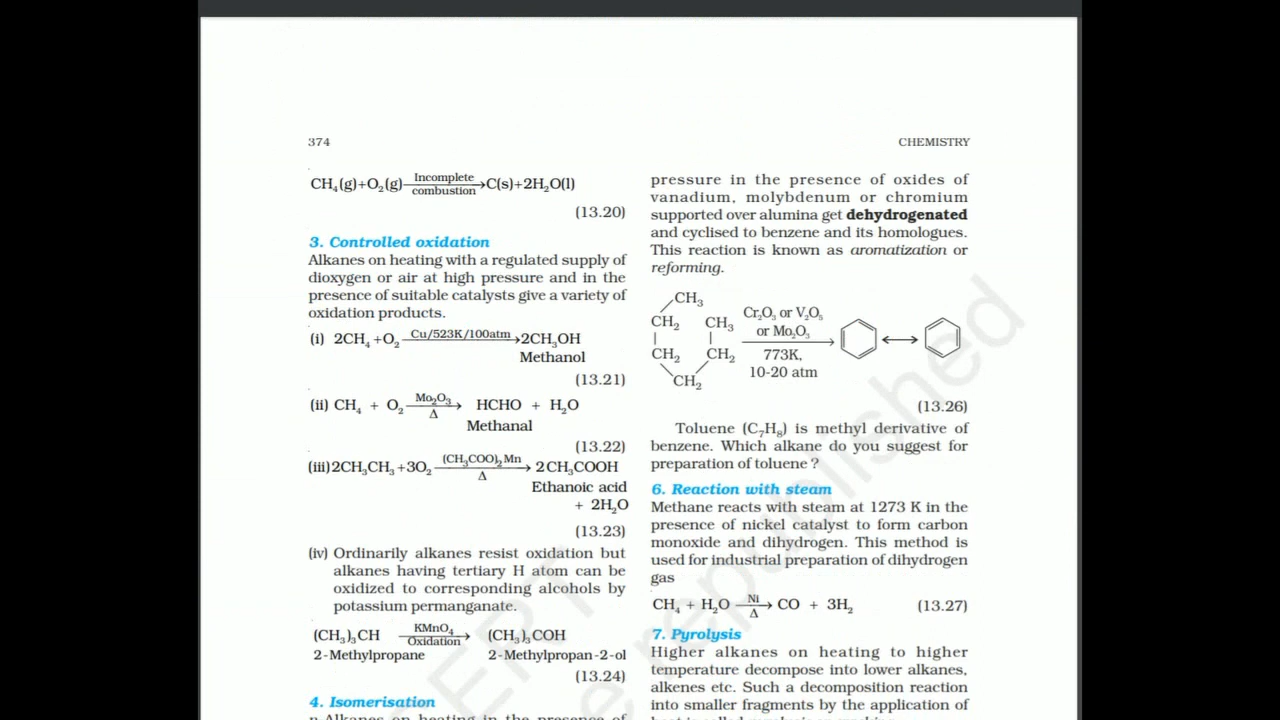 374
CHEMISTRY
CH₄(g)+O₂(g) Incomplete combustion → C(s)+2H₂O(l)
(13.20)
3. Controlled oxidation
Alkanes on heating with a regulated supply of
dioxygen or air at high pressure and in the
presence of suitable catalysts give a variety of
oxidation products.
(i) 2CH₄+O₂ Cu/523K/100atm → 2CH₃OH
Methanol
(13.21)
(ii) CH₄ + O₂ Mo₂O₃ Δ → HCHO + H₂O
Methanal
(13.22)
(iii) 2CH₃CH₃+3O₂ (CH₃COO)₂Mn Δ → 2CH₃COOH
Ethanoic acid
+ 2H₂O
(13.23)
(iv) Ordinarily alkanes resist oxidation but
alkanes having tertiary H atom can be
oxidized to corresponding alcohols by
potassium permanganate.
(CH₃)₃CH KMnO₄ Oxidation → (CH₃)₃COH
2-Methylpropane 2-Methylpropan-2-ol
(13.24)
4. Isomerisation
n-Alkanes on heating in the presence of
pressure in the presence of oxides of
vanadium, molybdenum or chromium
supported over alumina get dehydrogenated
and cyclised to benzene and its homologues.
This reaction is known as aromatization or
reforming.
CH₃
CH₂ CH₃
CH₂ CH₂
CH₂
Cr₂O₃ or V₂O₅
or Mo₂O₃
773K,
10-20 atm
(13.26)
Toluene (C₇H₈) is methyl derivative of
benzene. Which alkane do you suggest for
preparation of toluene ?
6. Reaction with steam
Methane reacts with steam at 1273 K in the
presence of nickel catalyst to form carbon
monoxide and dihydrogen. This method is
used for industrial preparation of dihydrogen
gas
CH₄ + H₂O Ni Δ → CO + 3H₂ (13.27)
7. Pyrolysis
Higher alkanes on heating to higher
temperature decompose into lower alkanes,
alkenes etc. Such a decomposition reaction
into smaller fragments by the application of
republished